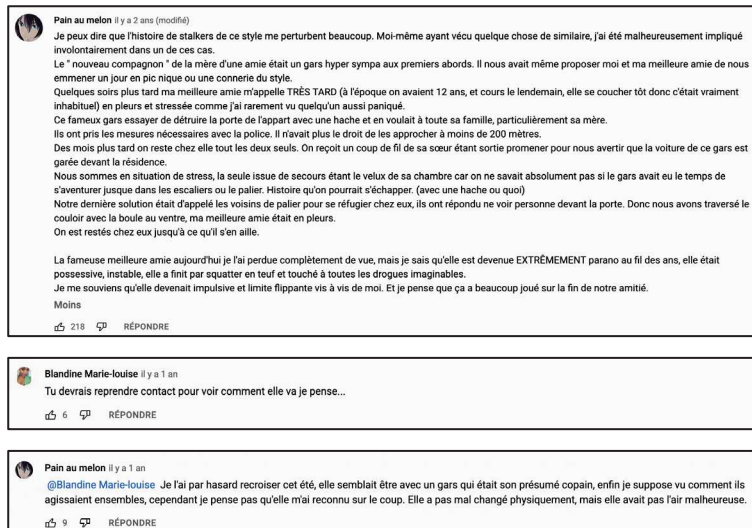 Pain au melon il y a 2 ans (modifié)
Je peux dire que l'histoire de stalkers de ce style me perturbent beaucoup. Moi-même ayant vécu quelque chose de similaire, j'ai été malheureusement impliqué
involontairement dans un de ces cas.
Le " nouveau compagnon " de la mère d'une amie était un gars hyper sympa aux premiers abords. Il nous avait même proposer moi et ma meilleure amie de nous
emmener un jour en pic nique ou une connerie du style.
Quelques soirs plus tard ma meilleure amie m'appelle TRÈS TARD (à l'époque on avaient 12 ans, et cours le lendemain, elle se coucher tôt donc c'était vraiment
inhabituel) en pleurs et stressée comme j'ai rarement vu quelqu'un aussi paniqué.
Ce fameux gars essayer de détruire la porte de l'appart avec une hache et en voulait à toute sa famille, particulièrement sa mère.
Ils ont pris les mesures nécessaires avec la police. Il n'avait plus le droit de les approcher à moins de 200 mètres.
Des mois plus tard on reste chez elle tout les deux seuls. On reçoit un coup de fil de sa sœur étant sortie promener pour nous avertir que la voiture de ce gars est
garée devant la résidence.
Nous sommes en situation de stress, la seule issue de secours étant le velux de sa chambre car on ne savait absolument pas si le gars avait eu le temps de
s'aventurer jusque dans les escaliers ou le palier. Histoire qu'on pourrait s'échapper. (avec une hache ou quoi)
Notre dernière solution était d'appelé les voisins de palier pour se réfugier chez eux, ils ont répondu ne voir personne devant la porte. Donc nous avons traversé le
couloir avec la boule au ventre, ma meilleure amie était en pleurs.
On est restés chez eux jusqu'à ce qu'il s'en aille.
La fameuse meilleure amie aujourd'hui je l'ai perdue complètement de vue, mais je sais qu'elle est devenue EXTRÊMEMENT parano au fil des ans, elle était
possessive, instable, elle a finit par squatter en teuf et touché à toutes les drogues imaginables.
Je me souviens qu'elle devenait impulsive et limite flippante vis à vis de moi. Et je pense que ça a beaucoup joué sur la fin de notre amitié.
Moins
218 RÉPONDRE
Blandine Marie-louise il y a 1 an
Tu devrais reprendre contact pour voir comment elle va je pense...
6 RÉPONDRE
Pain au melon il y a 1 an
@Blandine Marie-louise Je l'ai par hasard recroiser cet été, elle semblait être avec un gars qui était son présumé copain, enfin je suppose vu comment ils
agissaient ensembles, cependant je pense pas qu'elle m'ai reconnu sur le coup. Elle a pas mal changé physiquement, mais elle avait pas l'air malheureuse.
9 RÉPONDRE